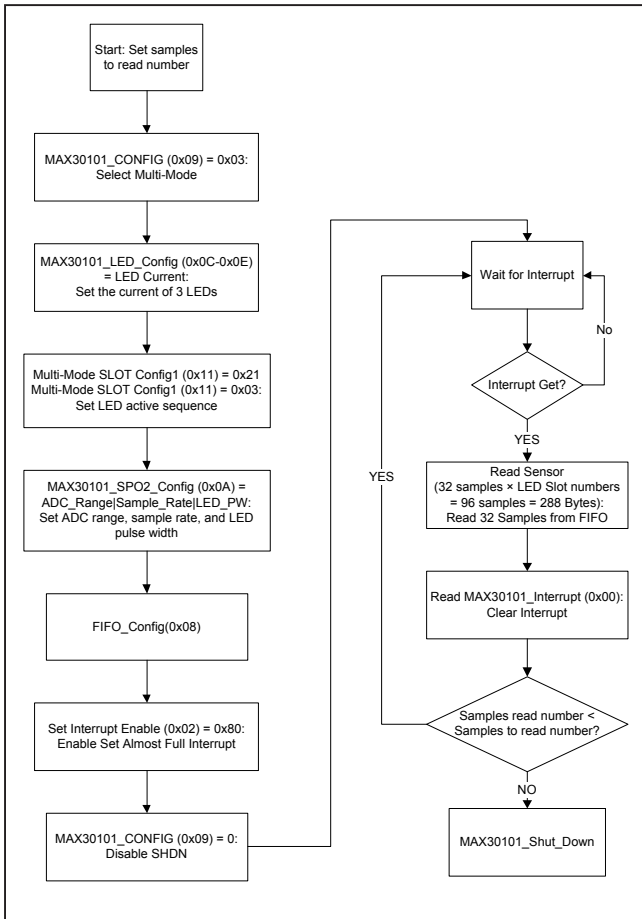 Start: Set samples
to read number
MAX30101_CONFIG (0x09) = 0x03:
Select Multi-Mode
MAX30101_LED_Config (0x0C-0x0E)
= LED Current:
Set the current of 3 LEDs
Multi-Mode SLOT Config1 (0x11) = 0x21
Multi-Mode SLOT Config1 (0x11) = 0x03:
Set LED active sequence
MAX30101_SPO2_Config (0x0A) =
ADC_Range|Sample_Rate|LED_PW:
Set ADC range, sample rate, and LED
pulse width
FIFO_Config(0x08)
Set Interrupt Enable (0x02) = 0x80:
Enable Set Almost Full Interrupt
MAX30101_CONFIG (0x09) = 0:
Disable SHDN
Wait for Interrupt
No
Interrupt Get?
YES
YES
Read Sensor
(32 samples × LED Slot numbers
= 96 samples = 288 Bytes):
Read 32 Samples from FIFO
Read MAX30101_Interrupt (0x00):
Clear Interrupt
Samples read number <
Samples to read number?
NO
MAX30101_Shut_Down